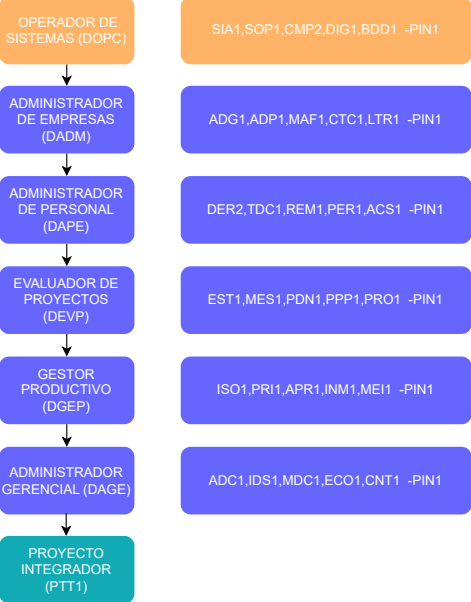 OPERADOR DE
SISTEMAS (DOPC)
SIA1,SOP1,CMP2,DIG1,BDD1 -PIN1
ADMINISTRADOR
DE EMPRESAS
(DADM)
ADG1,ADP1,MAF1,CTC1,LTR1 -PIN1
ADMINISTRADOR
DE PERSONAL
(DAPE)
DER2,TDC1,REM1,PER1,ACS1 -PIN1
EVALUADOR DE
PROYECTOS
(DEVP)
EST1,MES1,PDN1,PPP1,PRO1 -PIN1
GESTOR
PRODUCTIVO
(DGEP)
ISO1,PRI1,APR1,INM1,MEI1 -PIN1
ADMINISTRADOR
GERENCIAL (DAGE)
ADC1,IDS1,MDC1,ECO1,CNT1 -PIN1
PROYECTO
INTEGRADOR
(PTT1)